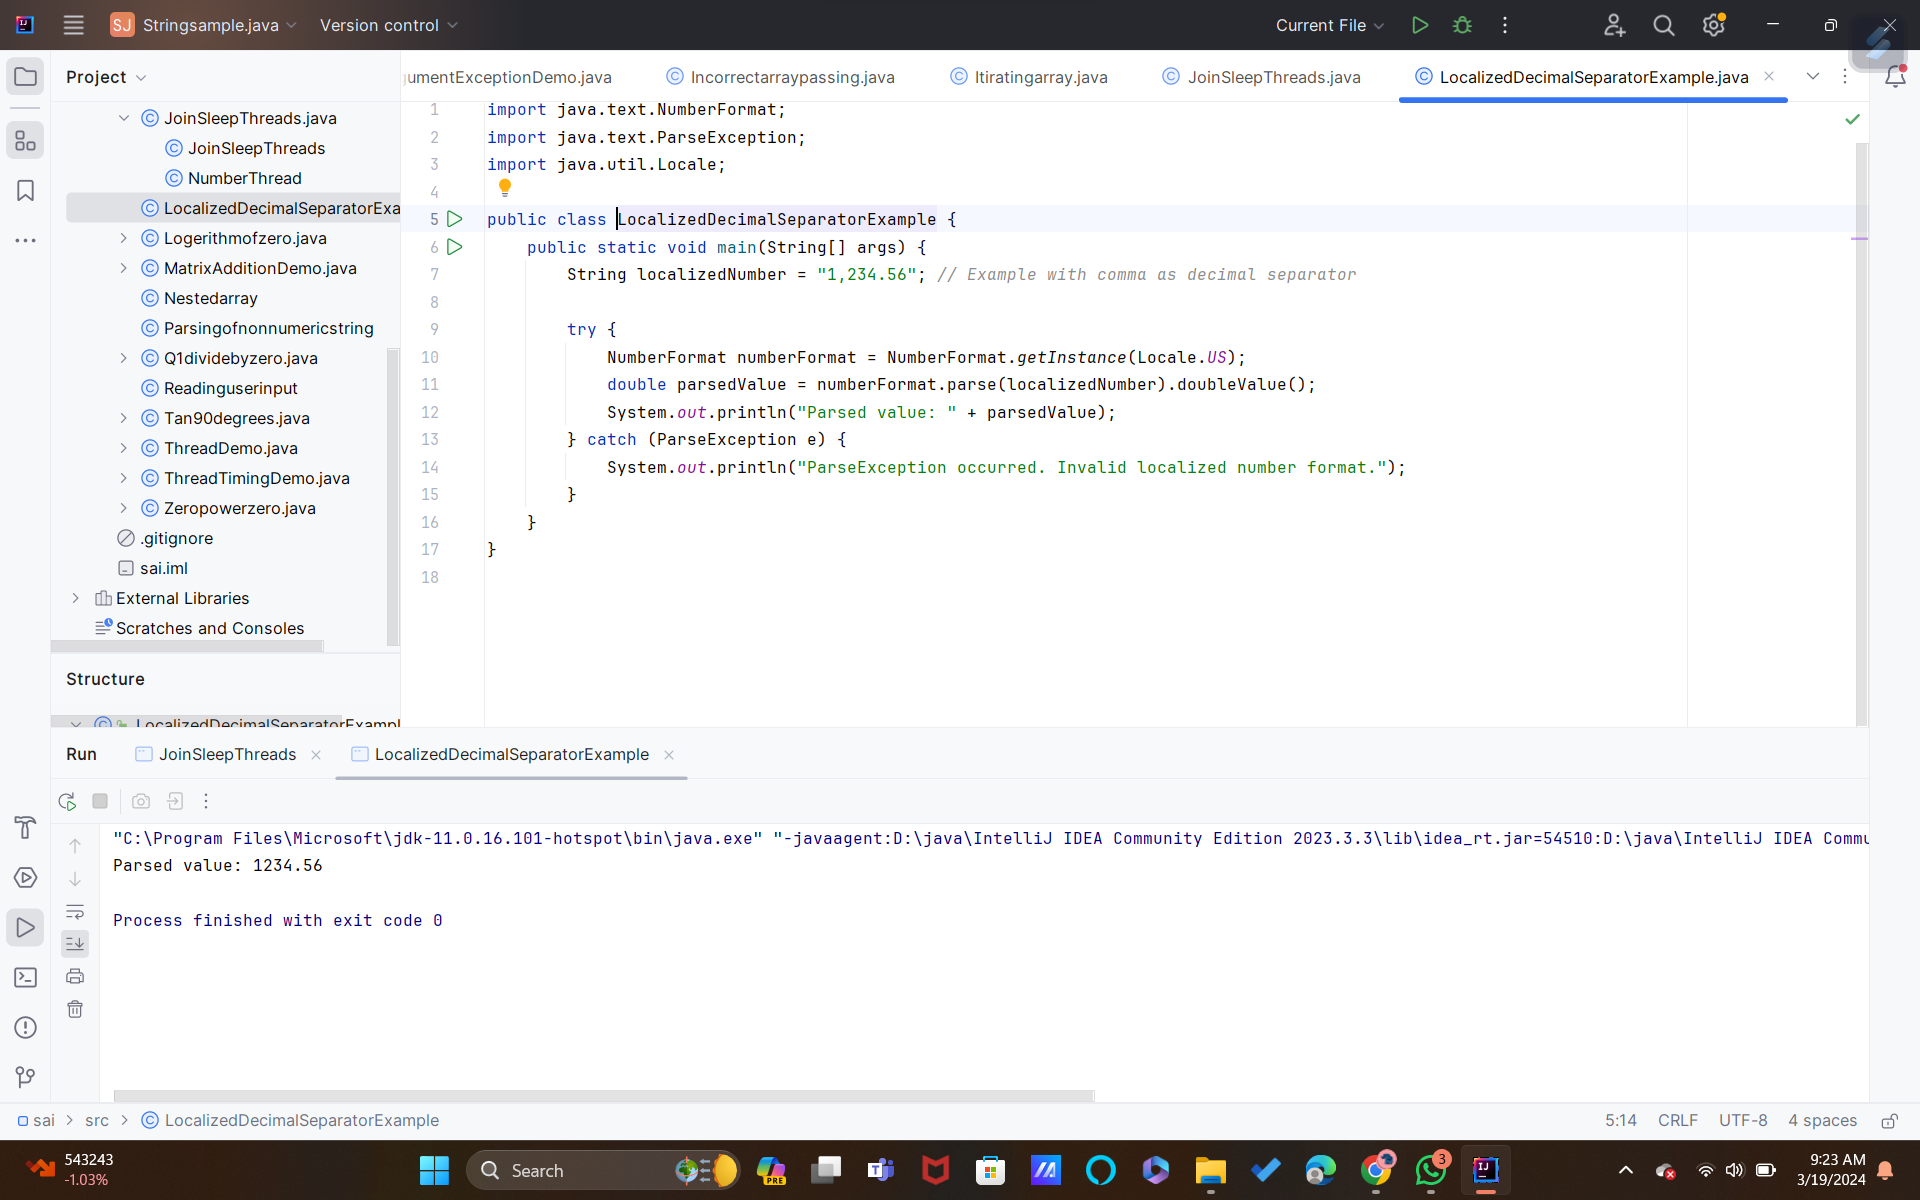 SJ Stringsample.java Version control Current File
Project
umentExceptionDemo.java Incorrectarraypassing.java Itiratingarray.java JoinSleepThreads.java LocalizedDecimalSeparatorExample.java
JoinSleepThreads.java
JoinSleepThreads
NumberThread
LocalizedDecimalSeparatorExa
Logerithmofzero.java
MatrixAdditionDemo.java
Nestedarray
Parsingofnonnumericstring
Q1dividebyzero.java
Readinguserinput
Tan90degrees.java
ThreadDemo.java
ThreadTimingDemo.java
Zeropowerzero.java
.gitignore
sai.iml
External Libraries
Scratches and Consoles
Structure
LocalizedDecimalSeparatorExampl
1 import java.text.NumberFormat;
2 import java.text.ParseException;
3 import java.util.Locale;
4
5 public class LocalizedDecimalSeparatorExample {
6 public static void main(String[] args) {
7 String localizedNumber = "1,234.56"; // Example with comma as decimal separator
8
9 try {
10 NumberFormat numberFormat = NumberFormat.getInstance(Locale.US);
11 double parsedValue = numberFormat.parse(localizedNumber).doubleValue();
12 System.out.println("Parsed value: " + parsedValue);
13 } catch (ParseException e) {
14 System.out.println("ParseException occurred. Invalid localized number format.");
15 }
16 }
17 }
18
Run JoinSleepThreads LocalizedDecimalSeparatorExample
"C:\Program Files\Microsoft\jdk-11.0.16.101-hotspot\bin\java.exe" "-javaagent:D:\java\IntelliJ IDEA Community Edition 2023.3.3\lib\idea_rt.jar=54510:D:\java\IntelliJ IDEA Commu
Parsed value: 1234.56
Process finished with exit code 0
sai > src > LocalizedDecimalSeparatorExample 5:14 CRLF UTF-8 4 spaces
543243
-1.03%
Search
PRE
3
9:23 AM
3/19/2024